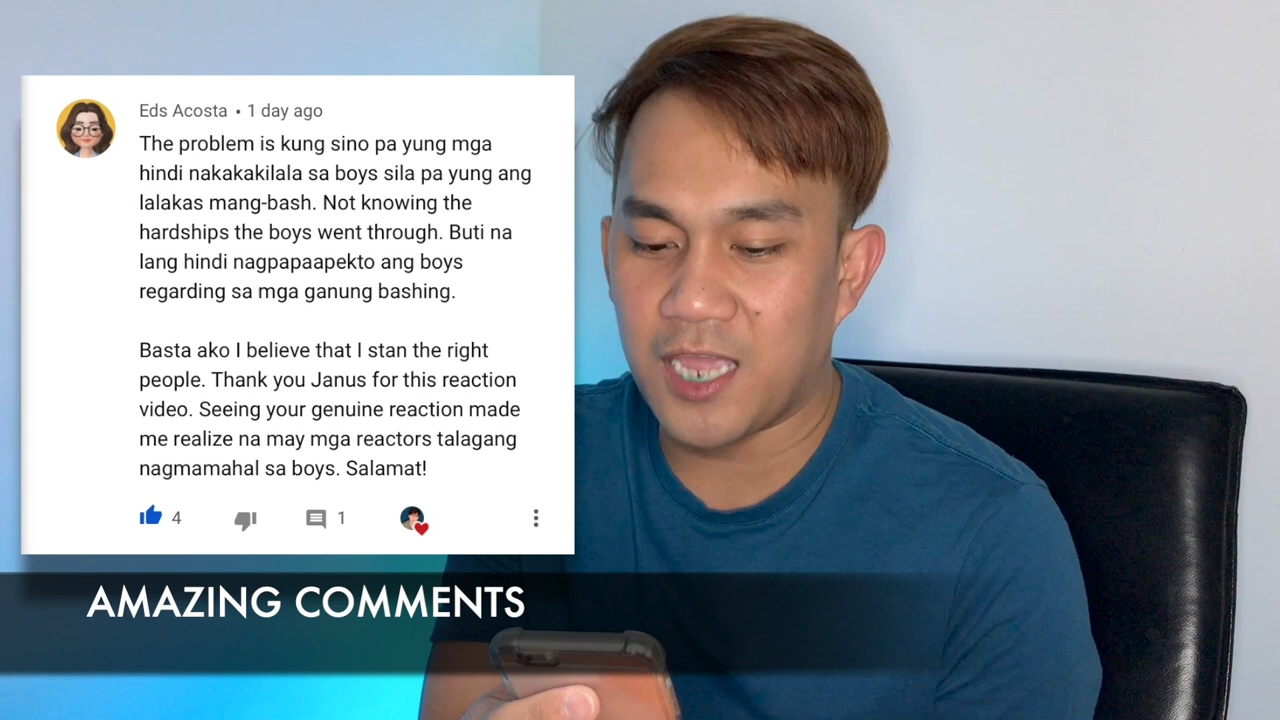 Eds Acosta • 1 day ago
The problem is kung sino pa yung mga
hindi nakakakilala sa boys sila pa yung ang
lalakas mang-bash. Not knowing the
hardships the boys went through. Buti na
lang hindi nagpapaapekto ang boys
regarding sa mga ganung bashing.
Basta ako I believe that I stan the right
people. Thank you Janus for this reaction
video. Seeing your genuine reaction made
me realize na may mga reactors talagang
nagmamahal sa boys. Salamat!
4 1
AMAZING COMMENTS